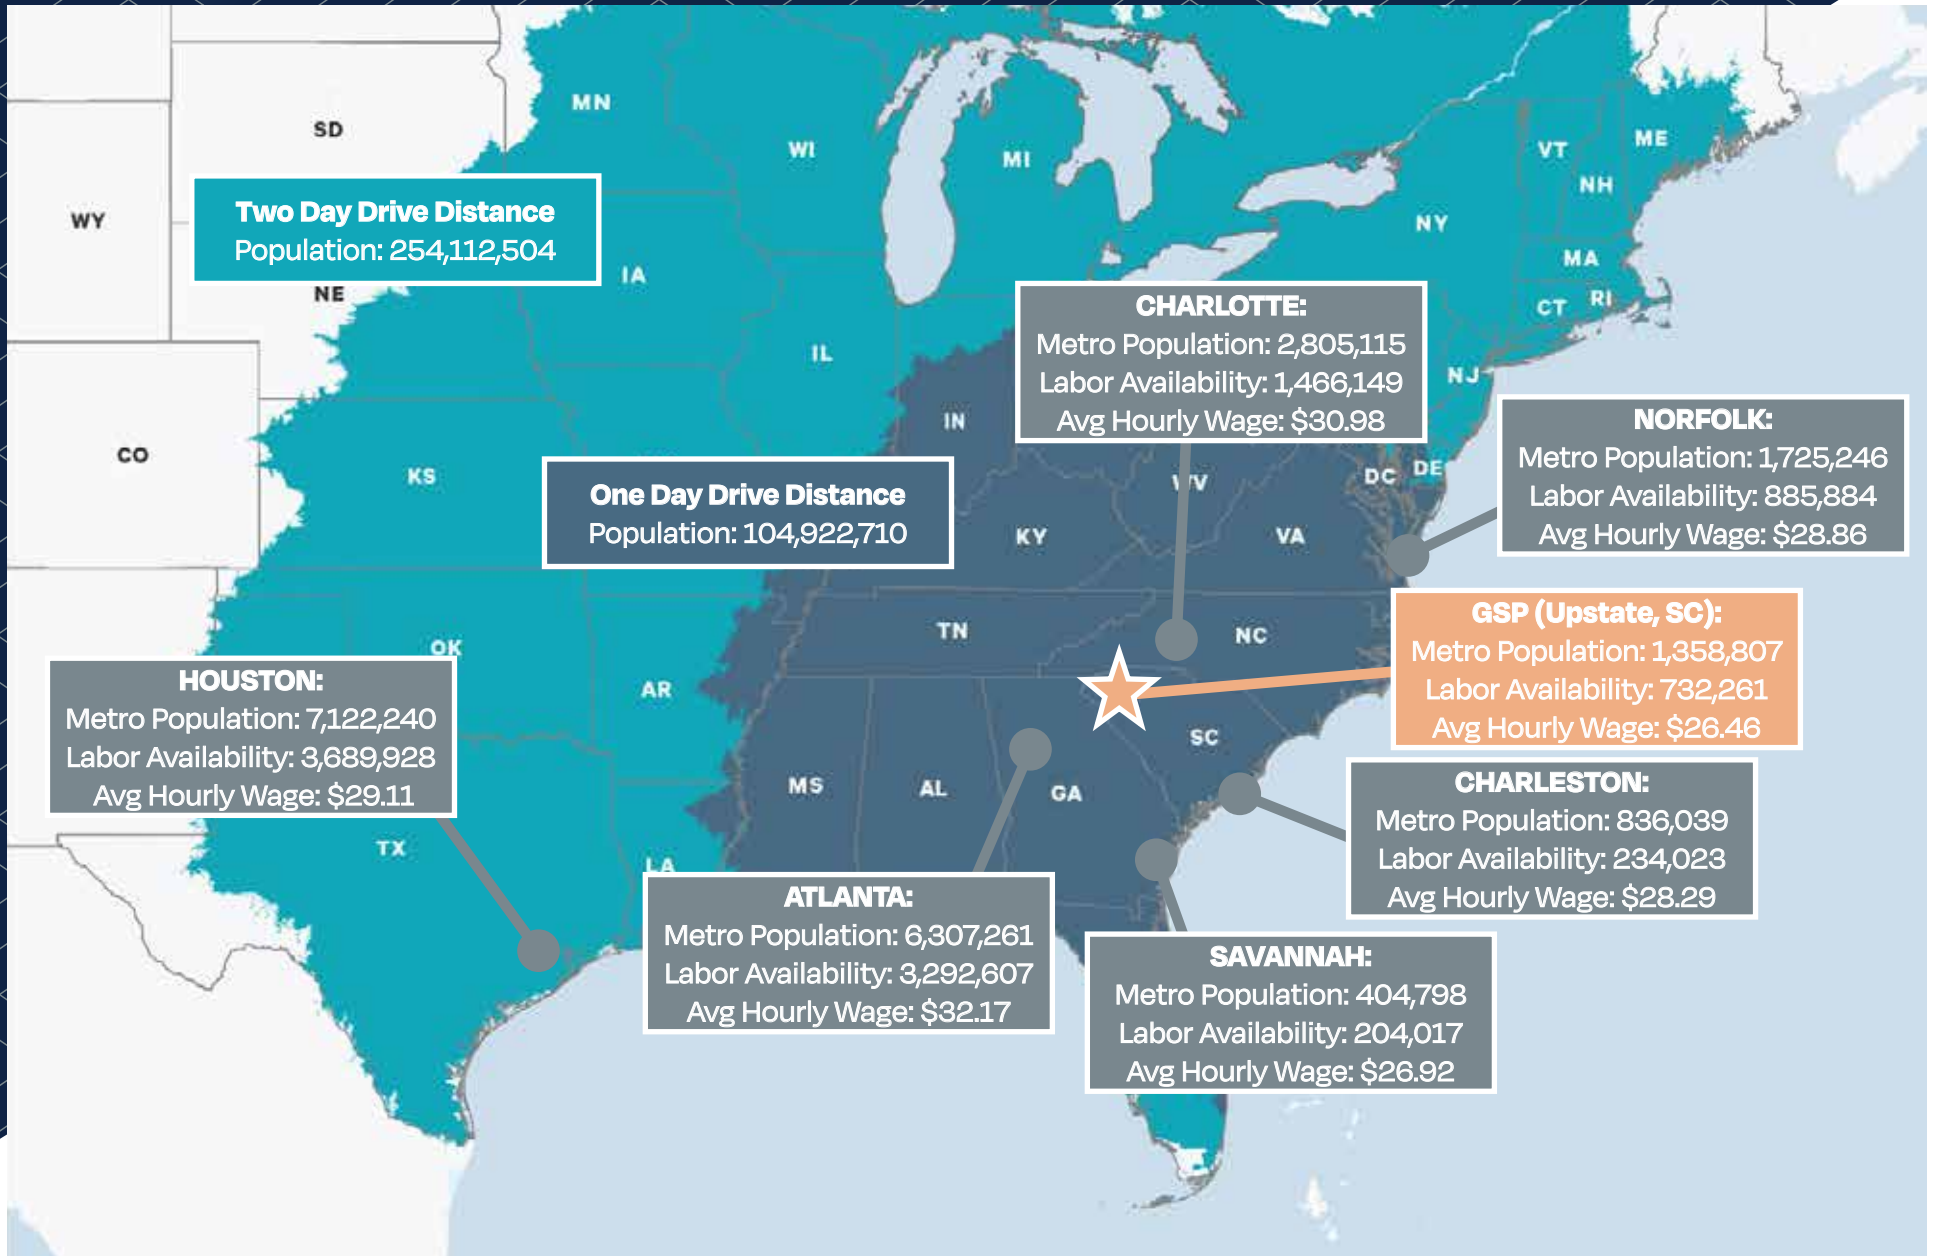 MN
SD
WI
MI
VT
ME
NH
WY
NY
Two Day Drive Distance
Population: 254,112,504
MA
IA
NE
CT
RI
CHARLOTTE:
Metro Population: 2,805,115
Labor Availability: 1,466,149
Avg Hourly Wage: $30.98
IL
NJ
IN
NORFOLK:
Metro Population: 1,725,246
Labor Availability: 885,884
Avg Hourly Wage: $28.86
CO
KS
DC
DE
WV
One Day Drive Distance
Population: 104,922,710
KY
VA
GSP (Upstate, SC):
Metro Population: 1,358,807
Labor Availability: 732,261
Avg Hourly Wage: $26.46
TN
NC
OK
HOUSTON:
Metro Population: 7,122,240
Labor Availability: 3,689,928
Avg Hourly Wage: $29.11
AR
SC
MS
AL
GA
CHARLESTON:
Metro Population: 836,039
Labor Availability: 234,023
Avg Hourly Wage: $28.29
TX
LA
ATLANTA:
Metro Population: 6,307,261
Labor Availability: 3,292,607
Avg Hourly Wage: $32.17
SAVANNAH:
Metro Population: 404,798
Labor Availability: 204,017
Avg Hourly Wage: $26.92